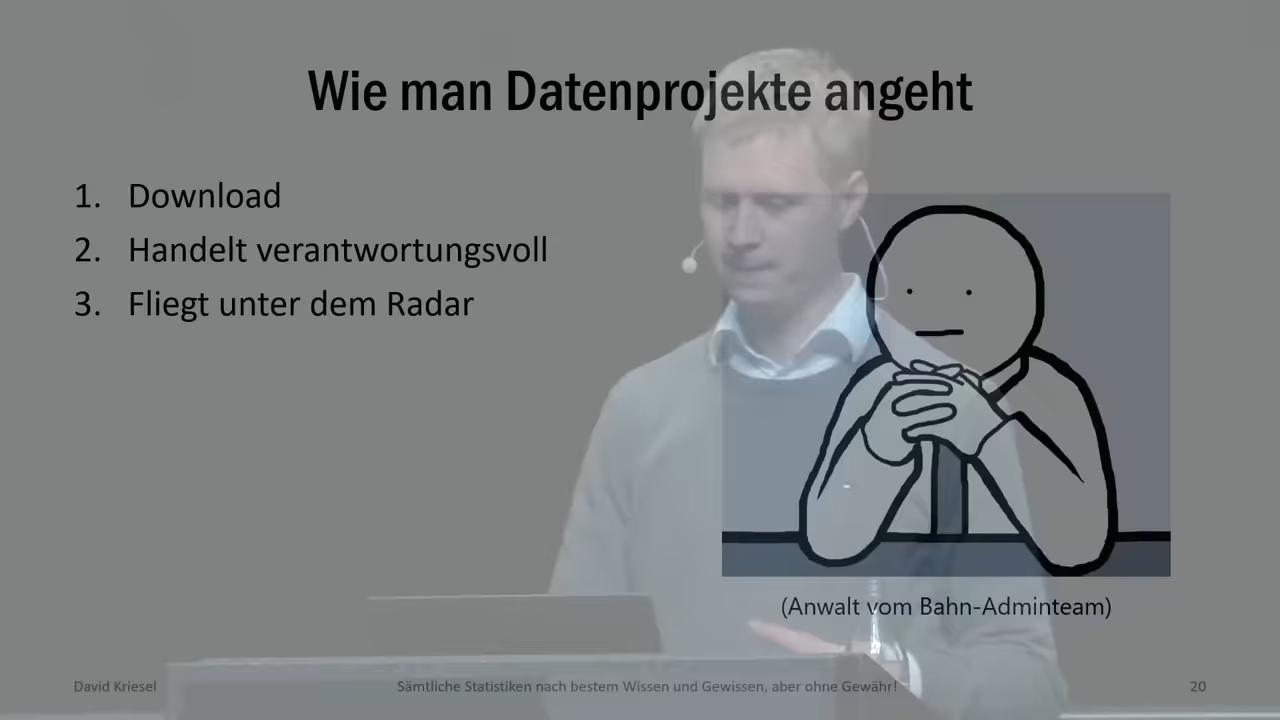 Wie man Datenprojekte angeht
1. Download
2. Handelt verantwortungsvoll
3. Fliegt unter dem Radar
(Anwalt vom Bahn-Adminteam)
David Kriesel
Sämtliche Statistiken nach bestem Wissen und Gewissen, aber ohne Gewähr!
20